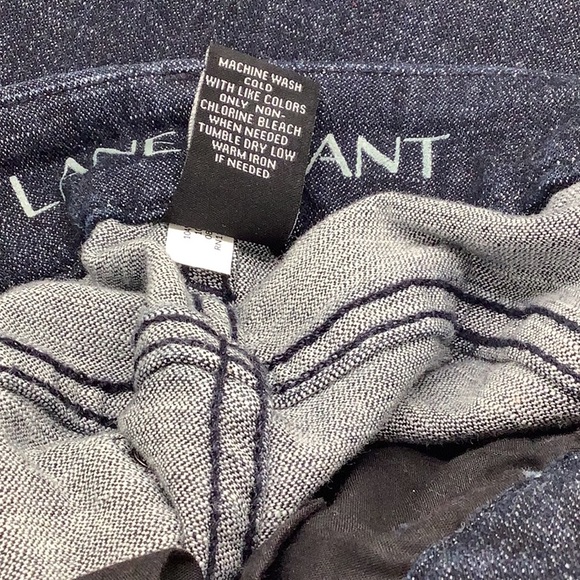 MACHINE WASH
COLD
WITH LIKE COLORS
ONLY NON-
CHLORINE BLEACH
WHEN NEEDED
TUMBLE DRY LOW
WARM IRON
IF NEEDED
LANE ANT